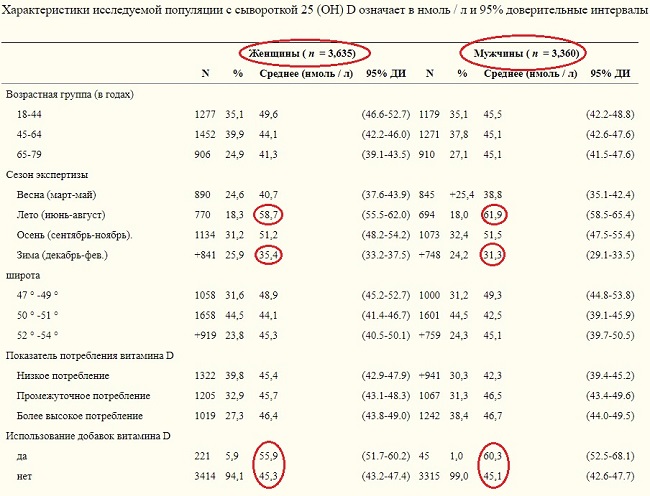 Характеристики исследуемой популяции с сывороткой 25 (ОН) D означает в нмоль / л и 95% доверительные интервалы
Женщины ( n = 3,635) Мужчины ( n = 3,360)
N % Среднее (нмоль / л) 95% ДИ N % Среднее (нмоль / л) 95% ДИ
Возрастная группа (в годах)
18-44 1277 35,1 49,6 (46.6-52.7) 1179 35,1 45,5 (42.2-48.8)
45-64 1452 39,9 44,1 (42.2-46.0) 1271 37,8 45,1 (42.6-47.6)
65-79 906 24,9 41,3 (39.1-43.5) 910 27,1 45,1 (41.5-47.6)
Сезон экспертизы
Весна (март-май) 890 24,6 40,7 (37.6-43.9) 845 +25,4 38,8 (35.1-42.4)
Лето (июнь-август) 770 18,3 58,7 (55.5-62.0) 694 18,0 61,9 (58.5-65.4)
Осень (сентябрь-ноябрь). 1134 31,2 51,2 (48.2-54.2) 1073 32,4 51,5 (47.5-55.4)
Зима (декабрь-фев.) +841 25,9 35,4 (33.2-37.5) +748 24,2 31,3 (29.1-33.5)
широта
47 ° -49 ° 1058 31,6 48,9 (45.2-52.7) 1000 31,2 49,3 (44.8-53.8)
50 ° -51 ° 1658 44,5 44,1 (41.4-46.7) 1601 44,5 42,5 (39.1-45.9)
52 ° -54 ° +919 23,8 45,3 (40.5-50.1) +759 24,3 45,1 (39.7-50.5)
Показатель потребления витамина D
Низкое потребление 1322 39,8 45,4 (42.9-47.9) +941 30,3 42,3 (39.4-45.2)
Промежуточное потребление 1205 32,9 45,7 (43.1-48.3) 1067 31,3 46,5 (43.4-49.6)
Более высокое потребление 1019 27,3 46,4 (43.8-49.0) 1242 38,4 46,7 (44.0-49.5)
Использование добавок витамина D
да 221 5,9 55,9 (51.7-60.2) 45 1,0 60,3 (52.5-68.1)
нет 3414 94,1 45,3 (43.2-47.4) 3315 99,0 45,1 (42.6-47.7)